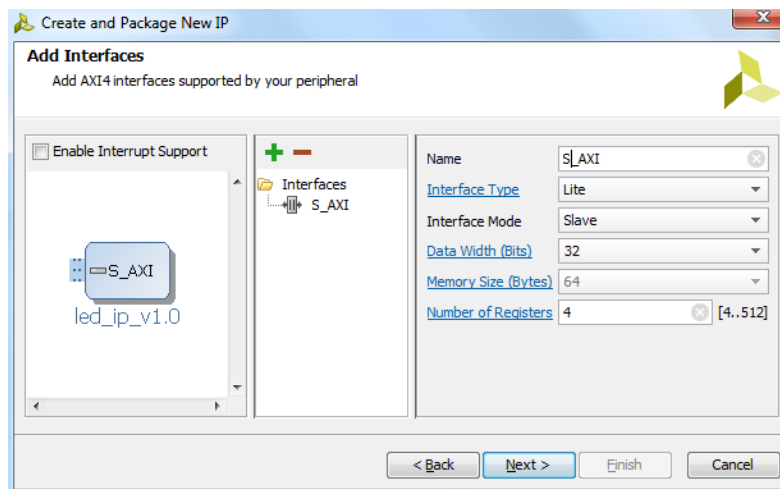 Create and Package New IP
Add Interfaces
Add AXI4 interfaces supported by your peripheral
Enable Interrupt Support
S_AXI
led_ip_v1.0
Interfaces
S_AXI
Name S_AXI
Interface Type Lite
Interface Mode Slave
Data Width (Bits) 32
Memory Size (Bytes) 64
Number of Registers 4 [4..512]
< Back Next > Finish Cancel